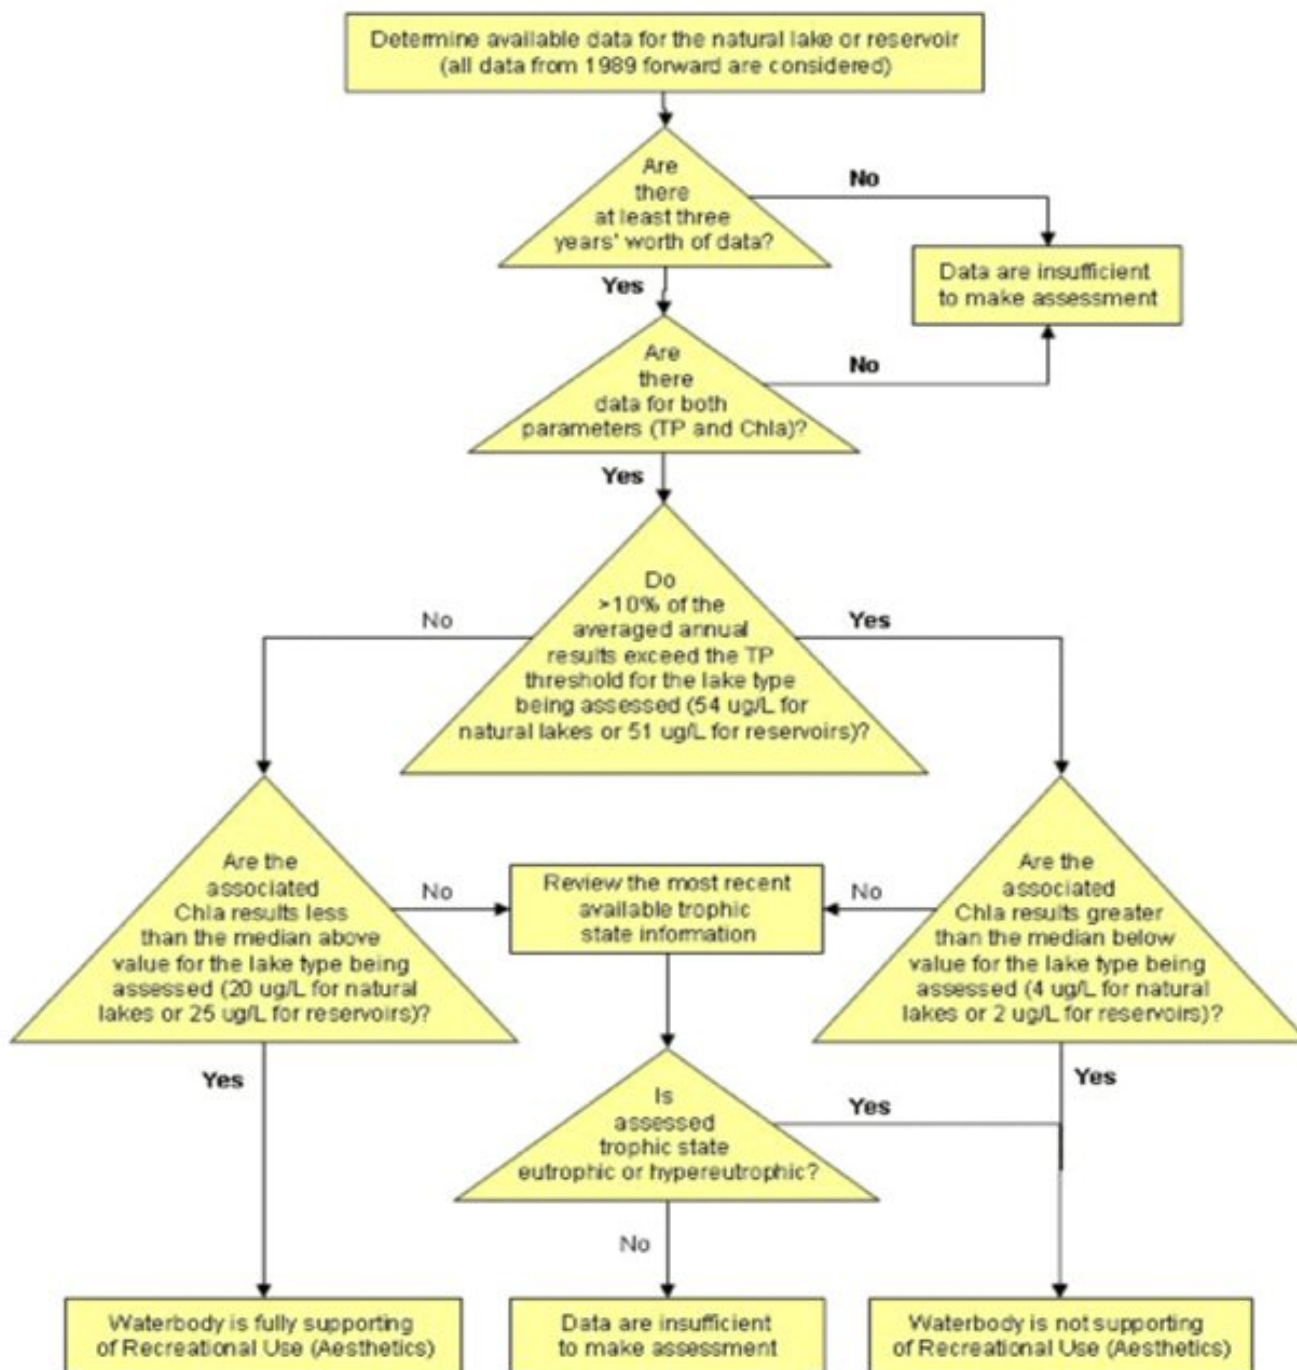 Determine available data for the natural lake or reservoir
(all data from 1989 forward are considered)
Are
there
at least three
years' worth of data?
No
Data are insufficient
to make assessment
Yes
Are
there
data for both
parameters (TP and Chla)?
No
Yes
Do
>10% of the
averaged annual
results exceed the TP
threshold for the lake type
being assessed (54 ug/L for
natural lakes or 51 ug/L for reservoirs)?
No
Yes
Are the
associated
Chla results less
than the median above
value for the lake type being
assessed (20 ug/L for natural
lakes or 25 ug/L for reservoirs)?
No
Review the most recent
available trophic
state information
No
Are the
associated
Chla results greater
than the median below
value for the lake type being
assessed (4 ug/L for natural
lakes or 2 ug/L for reservoirs)?
Yes
Is
assessed
trophic state
eutrophic or hypereutrophic?
Yes
Yes
No
Waterbody is fully supporting
of Recreational Use (Aesthetics)
Data are insufficient
to make assessment
Waterbody is not supporting
of Recreational Use (Aesthetics)